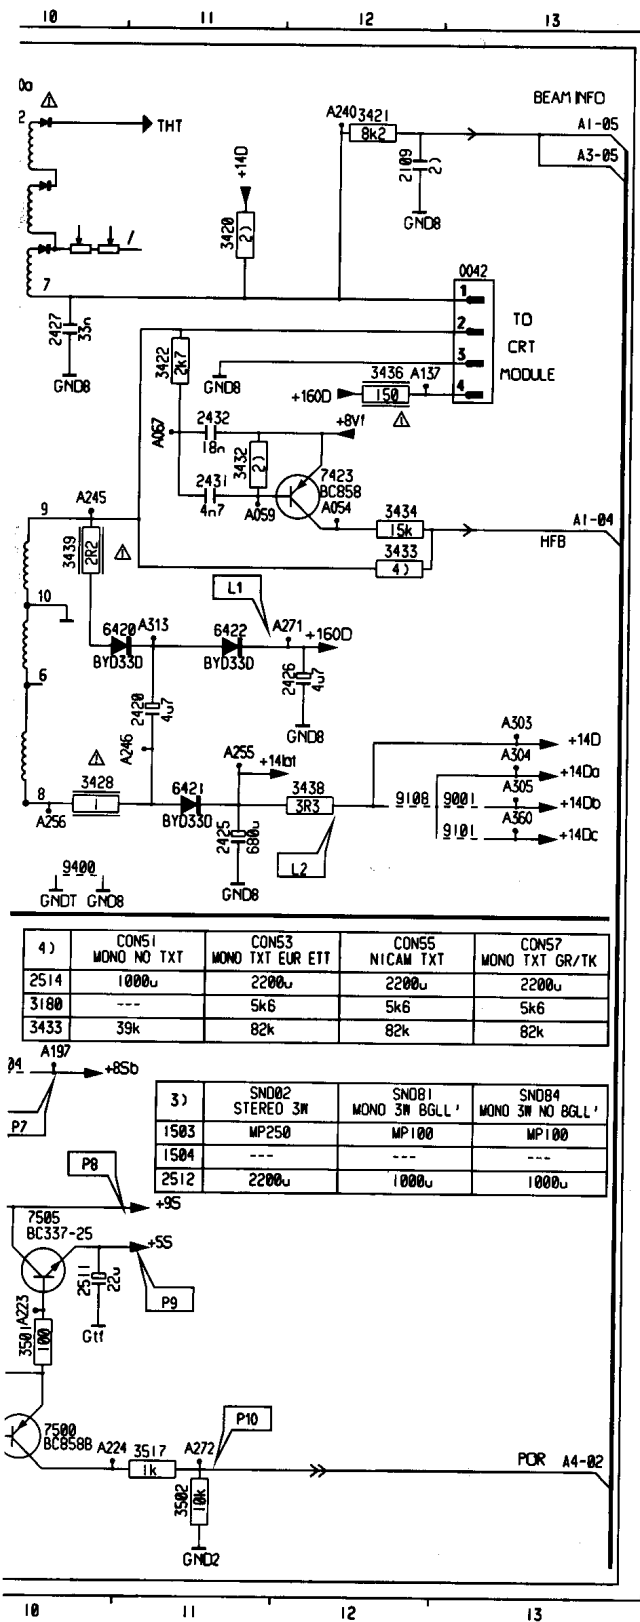 10 11 12 13
0a
2
THT
+14D
3420
2)
A240
3421
8k2
2109
2)
GND8
BEAM INFO
A1-05
A3-05
7
2427
33n
GND8
0042
1
2
3
4
TO
CRT
MODULE
3422
2k7
GND8
3436
A137
+160D
150
A067
2432
18n
3432
2)
+8Vf
2431
4n7
A059
7423
BC858
A054
3434
15k
A1-04
HFB
3433
4)
9
A245
3439
2R2
10
L1
6420
A313
BYD33D
6422
BYD33D
A271
+160D
2420
4u7
2426
4u7
GND8
6
A246
A303
+14D
A304
+14Da
A305
+14Db
A360
+14Dc
9108
9001
9101
A255
+14lot
3428
1
8
A256
6421
BYD33D
3438
3R3
2425
680u
GND8
L2
9400
GNDT GND8
4) CON51 MONO NO TXT CON53 MONO TXT EUR ETT CON55 NICAM TXT CON57 MONO TXT GR/TK
2514 1000u 2200u 2200u 2200u
3180 --- 5k6 5k6 5k6
3433 39k 82k 82k 82k
04
A197
+8Sb
P7
3) SND02 STEREO 3W SND81 MONO 3W BGLL' SND84 MONO 3W NO BGLL'
1503 MP250 MP100 MP100
1504 --- --- ---
2512 2200u 1000u 1000u
P8
+9S
7505
BC337-25
+5S
2511
22u
Gtf
P9
A223
3501
100
7500
BC858B
A224
3517
1k
A272
P10
3502
10k
GND2
POR A4-02
10 11 12 13